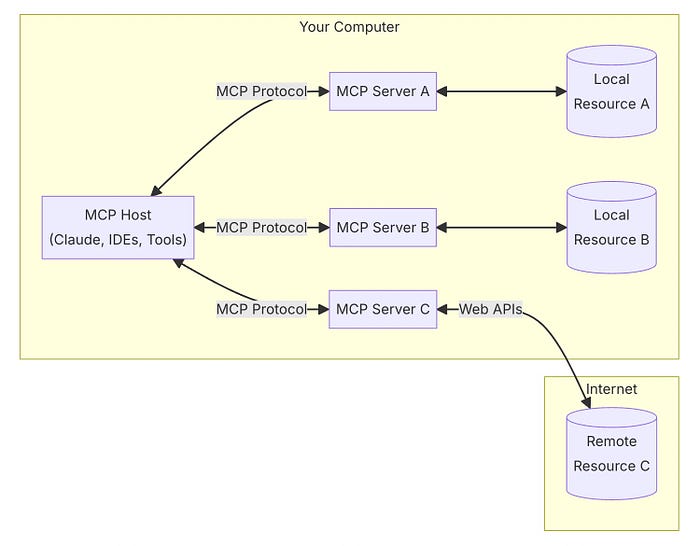 Your Computer
MCP Protocol
MCP Server A
Local
Resource A
MCP Host
(Claude, IDEs, Tools)
MCP Protocol
MCP Server B
Local
Resource B
MCP Protocol
MCP Server C
Web APIs
Internet
Remote
Resource C